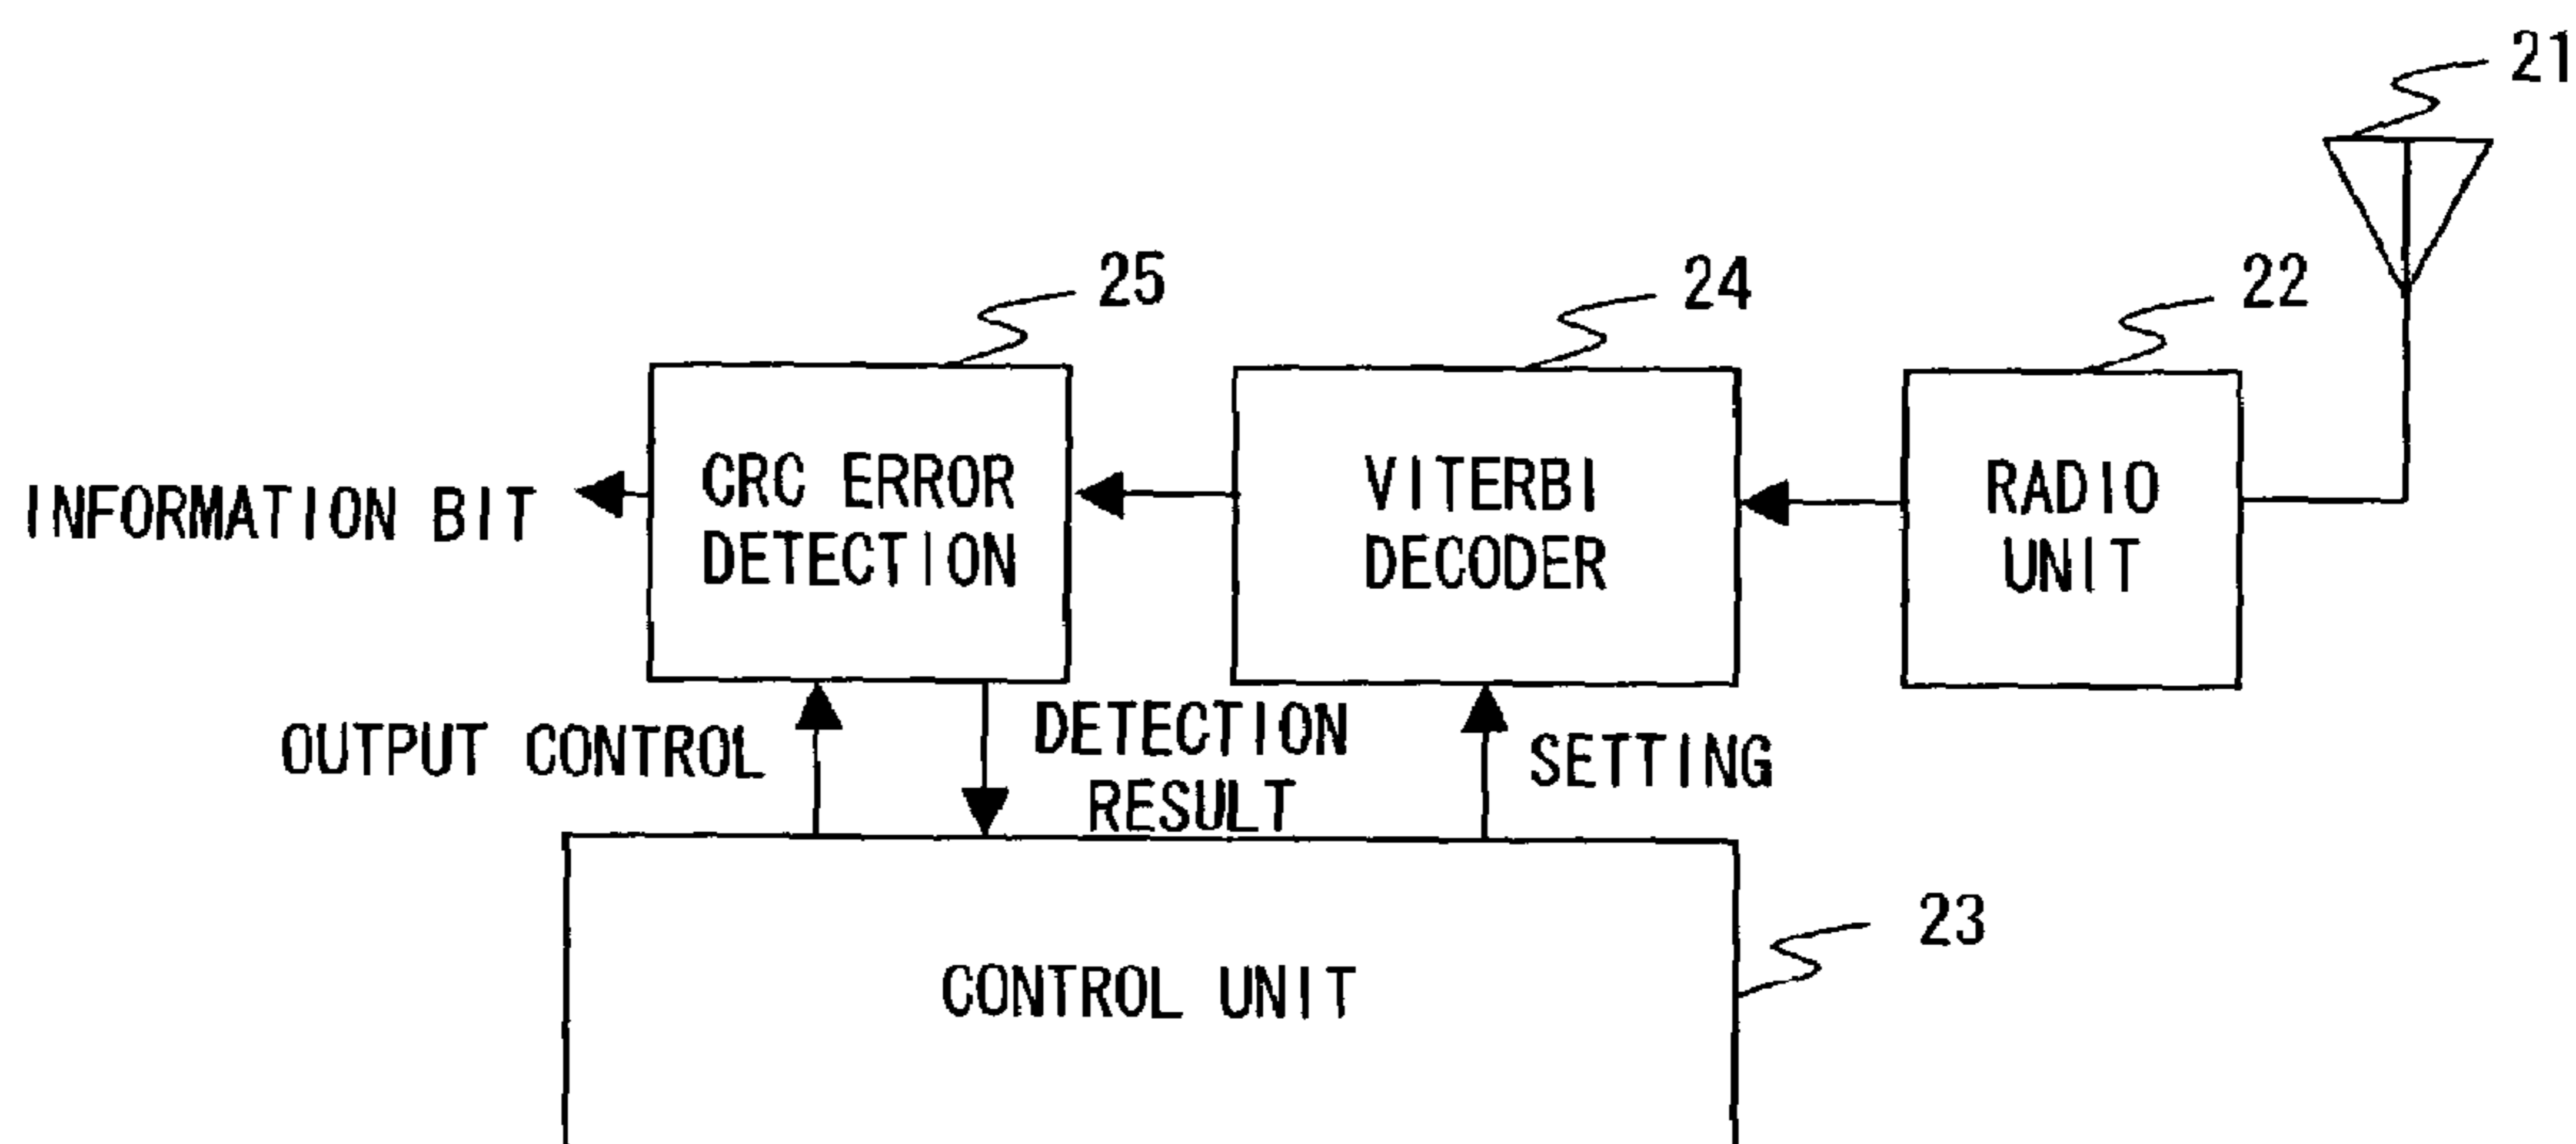 21
25
24
22
INFORMATION BIT
CRC ERROR
DETECTION
VITERBI
DECODER
RADIO
UNIT
OUTPUT CONTROL
DETECTION
RESULT
SETTING
23
CONTROL UNIT